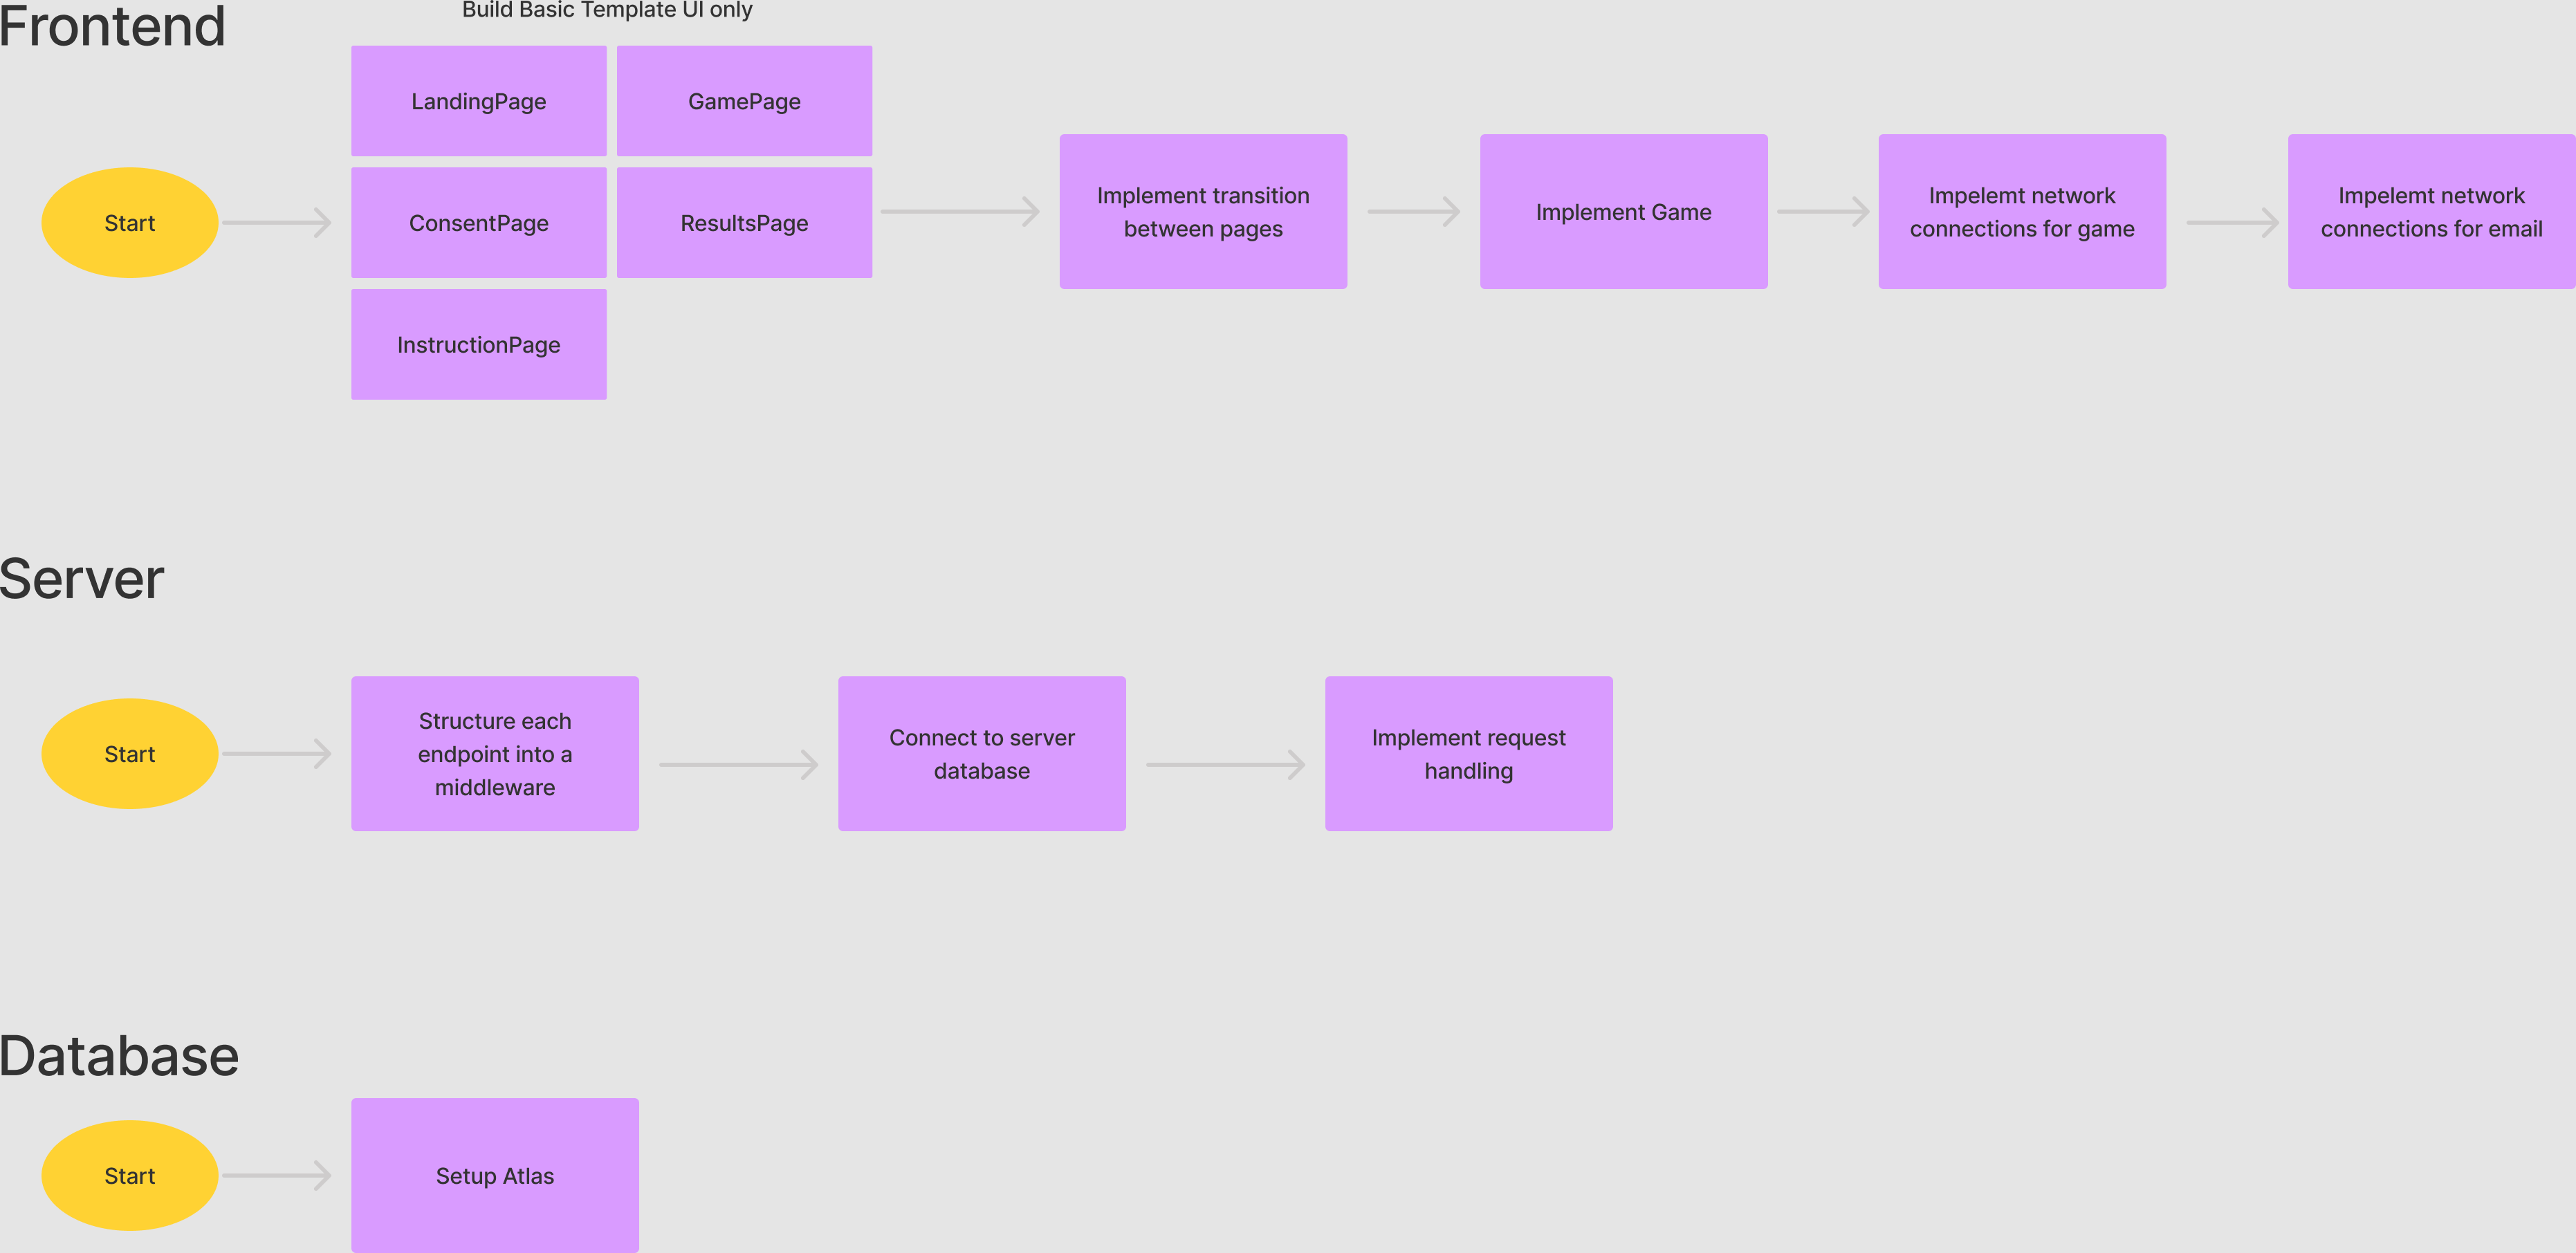 Frontend
Build Basic Template UI only
LandingPage
GamePage
Start
ConsentPage
ResultsPage
InstructionPage
Implement transition
between pages
Implement Game
Impelemt network
connections for game
Impelemt network
connections for email
Server
Start
Structure each
endpoint into a
middleware
Connect to server
database
Implement request
handling
Database
Start
Setup Atlas